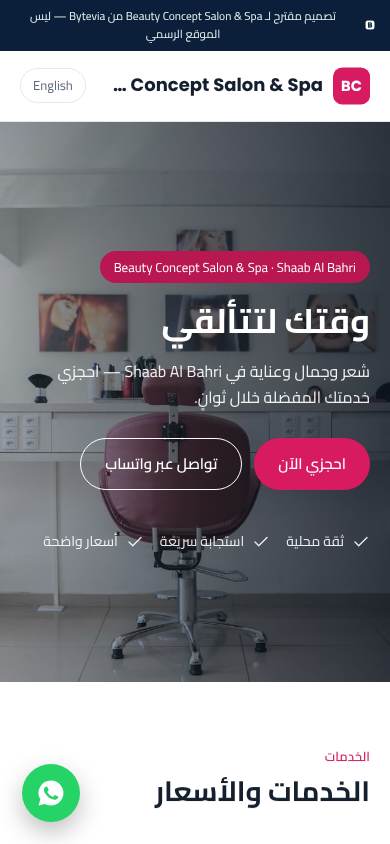 تصميم مقترح لـ Beauty Concept Salon & Spa من Bytevia — ليس
الموقع الرسمي
BC
... Concept Salon & Spa
English
Beauty Concept Salon & Spa · Shaab Al Bahri
وقتك لتتألقي
شعر وجمال وعناية في Shaab Al Bahri — احجزي
خدمتك المفضلة خلال ثوانٍ.
احجزي الآن
تواصل عبر واتساب
ثقة محلية
استجابة سريعة
أسعار واضحة
الخدمات
الخدمات والأسعار